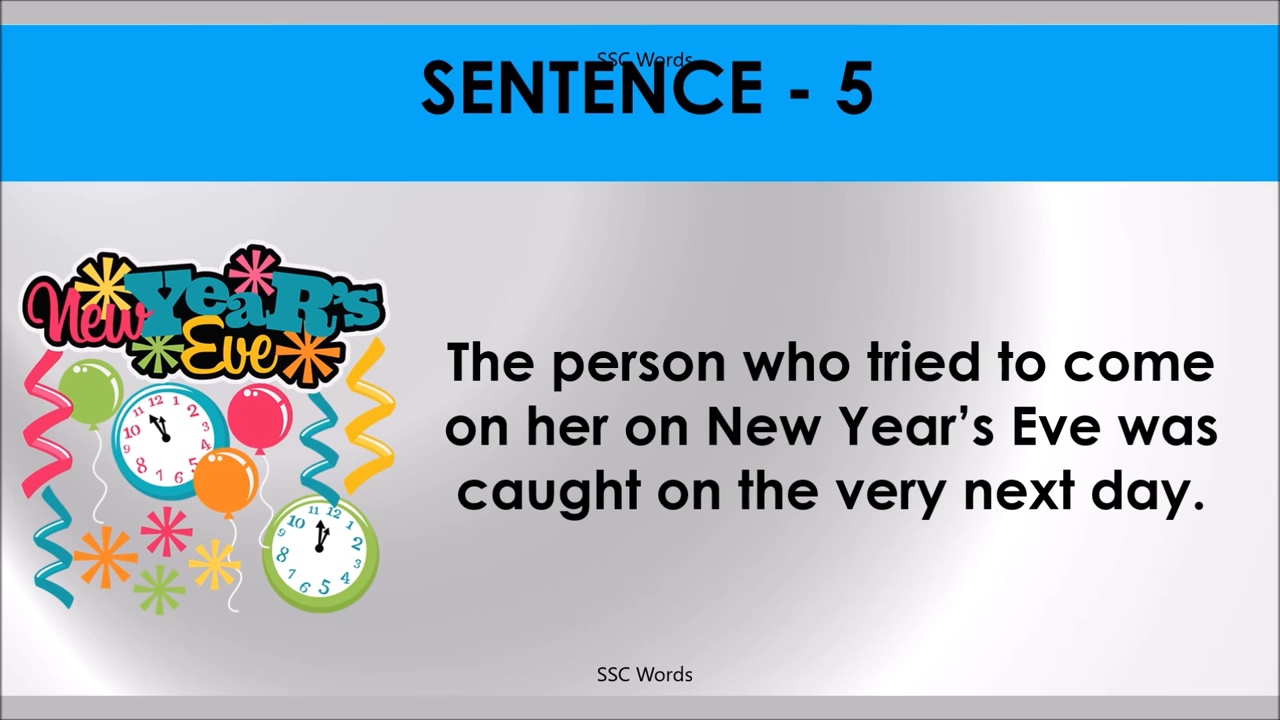 SSC Words
SENTENCE - 5
New Year's
Eve
The person who tried to come
on her on New Year’s Eve was
caught on the very next day.
SSC Words